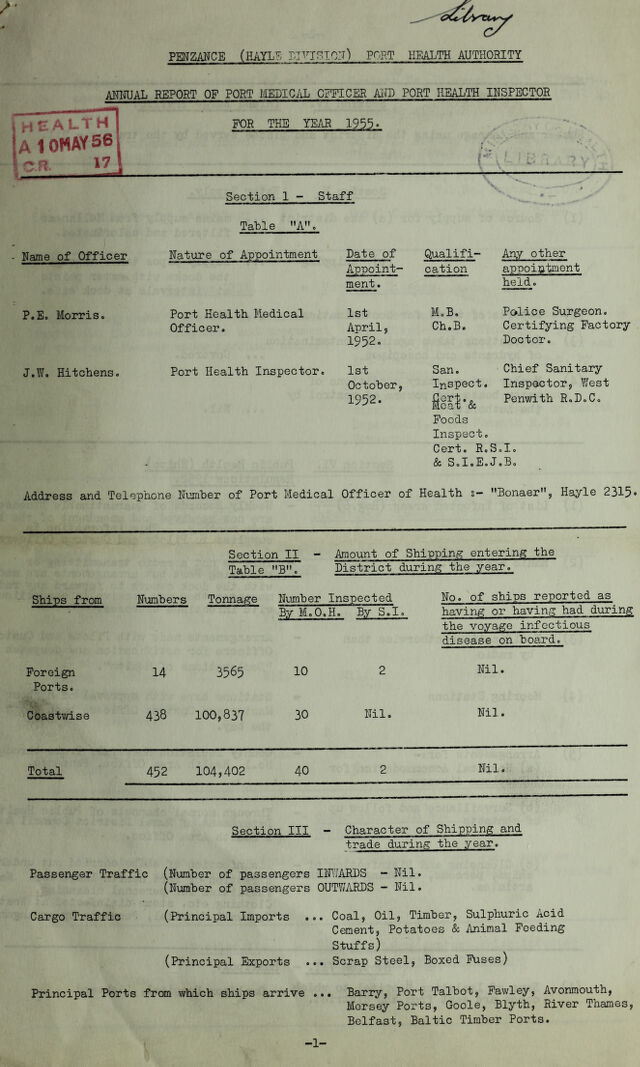 Library
PENZANCE (HAYLE DIVISION) PORT HEALTH AUTHORITY
ANNUAL REPORT OF PORT MEDICAL OFFICER AND PORT HEALTH INSPECTOR
FOR THE YEAR 1955.
HEALTH
A 10 MAY 56
C.R. 17
LIBRARY
Section 1 - Staff
Table "A".
Name of Officer Nature of Appointment Date of Appoint- ment. Qualifi- cation Any other appointment held.
P.E. Morris. Port Health Medical Officer. 1st April, 1952. M.B. Ch.B. Police Surgeon. Certifying Factory Doctor.
J.W. Hitchens. Port Health Inspector. 1st October, 1952. San. Inspect. Cert. Meat & Foods Inspect. Cert. R.S.I. & S.I.E.J.B. Chief Sanitary Inspector, West Penwith R.D.C.
Address and Telephone Number of Port Medical Officer of Health :- "Bonaer", Hayle 2315.
Section II - Amount of Shipping entering the
Table "B". District during the year.
Ships from Numbers Tonnage Number Inspected By M.O.H. By S.I. No. of ships reported as having or having had during the voyage infectious disease on board.
Foreign Ports. 14 3565 10 2 Nil.
Coastwise 438 100,837 30 Nil. Nil.
Total 452 104,402 40 2 Nil.
Section III - Character of Shipping and
trade during the year.
Passenger Traffic (Number of passengers INWARDS - Nil.
(Number of passengers OUTWARDS - Nil.
Cargo Traffic (Principal Imports ... Coal, Oil, Timber, Sulphuric Acid
Cement, Potatoes & Animal Feeding
Stuffs)
(Principal Exports ... Scrap Steel, Boxed Fuses)
Principal Ports from which ships arrive ... Barry, Port Talbot, Fawley, Avonmouth,
Mersey Ports, Goole, Blyth, River Thames,
Belfast, Baltic Timber Ports.
-1-